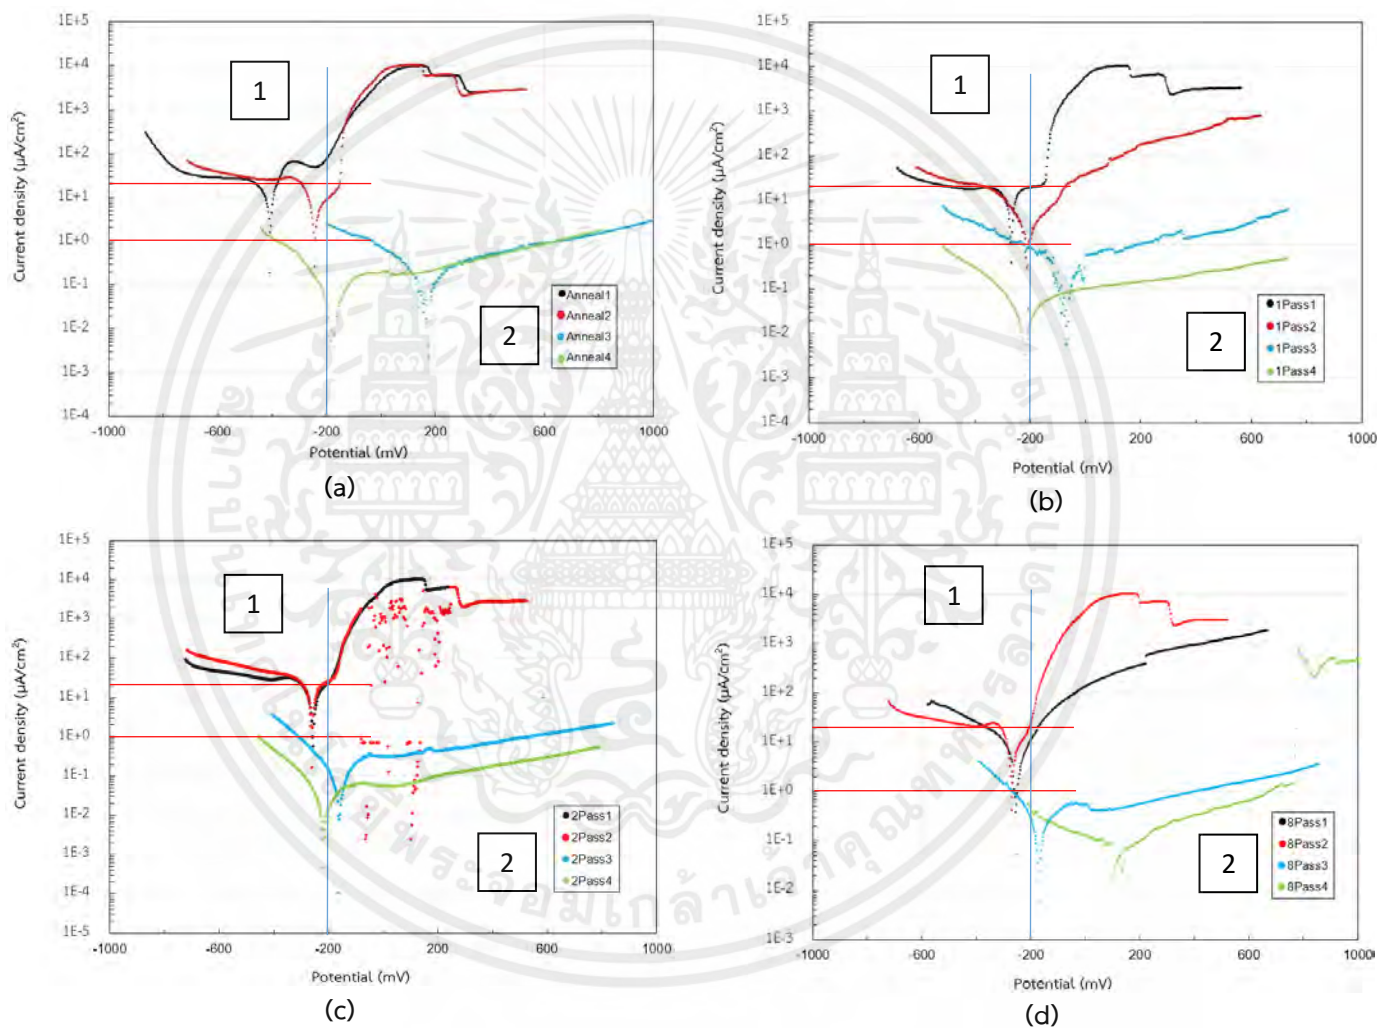 1E+5
1E+4
1E+3
1E+2
1E+1
1E+0
1E-1
1E-2
1E-3
1E-4
Current density (µA/cm²)
1
2
Anneal1
Anneal2
Anneal3
Anneal4
-1000
-600
-200
200
600
1000
Potential (mV)
(a)
1E+5
1E+4
1E+3
1E+2
1E+1
1E+0
1E-1
1E-2
1E-3
1E-4
Current density (µA/cm²)
1
2
1Pass1
1Pass2
1Pass3
1Pass4
-1000
-600
-200
200
600
1000
Potential (mV)
(b)
1E+5
1E+4
1E+3
1E+2
1E+1
1E+0
1E-1
1E-2
1E-3
1E-4
1E-5
Current density (µA/cm²)
1
2
2Pass1
2Pass2
2Pass3
2Pass4
-1000
-600
-200
200
600
1000
Potential (mV)
(c)
1E+5
1E+4
1E+3
1E+2
1E+1
1E+0
1E-1
1E-2
1E-3
Current density (µA/cm²)
1
2
8Pass1
8Pass2
8Pass3
8Pass4
-1000
-600
-200
200
600
1000
Potential (mV)
(d)